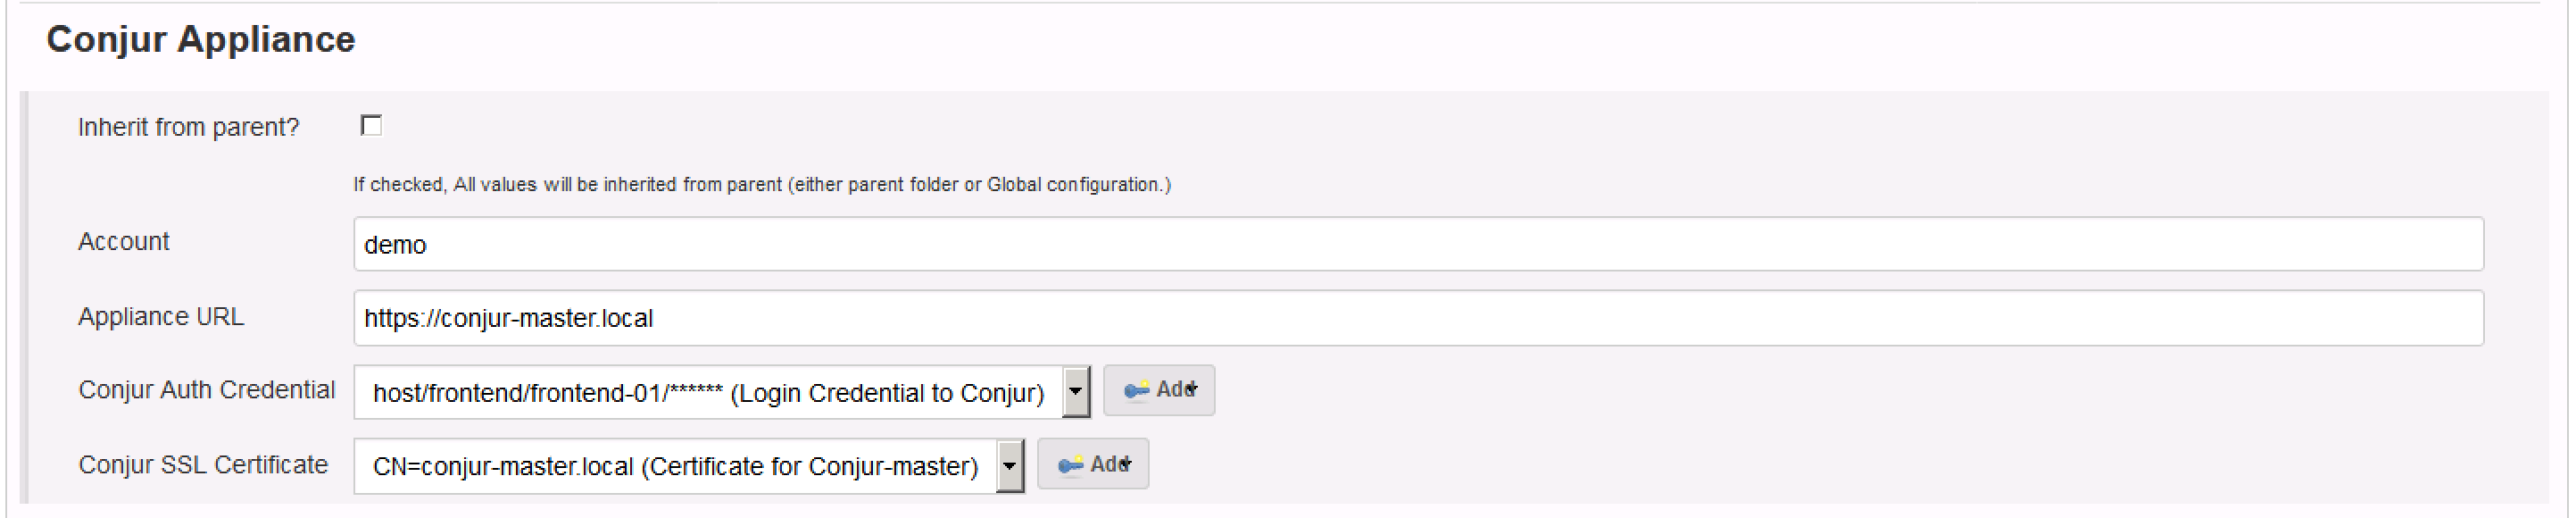 Conjur Appliance
Inherit from parent?
If checked, All values will be inherited from parent (either parent folder or Global configuration.)
Account demo
Appliance URL https://conjur-master.local
Conjur Auth Credential host/frontend/frontend-01/****** (Login Credential to Conjur) Add
Conjur SSL Certificate CN=conjur-master.local (Certificate for Conjur-master) Add